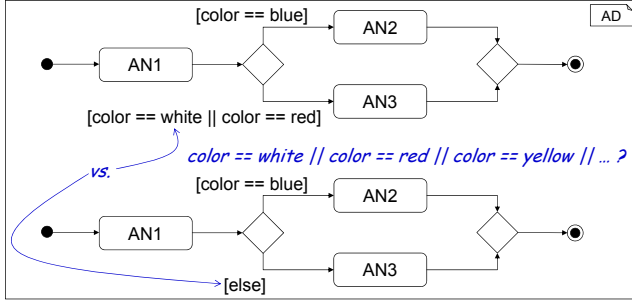 AD
[color == blue]
AN2
AN1
AN3
[color == white || color == red]
color == white || color == red || color == yellow || ... ?
vs.
[color == blue]
AN2
AN1
AN3
[else]